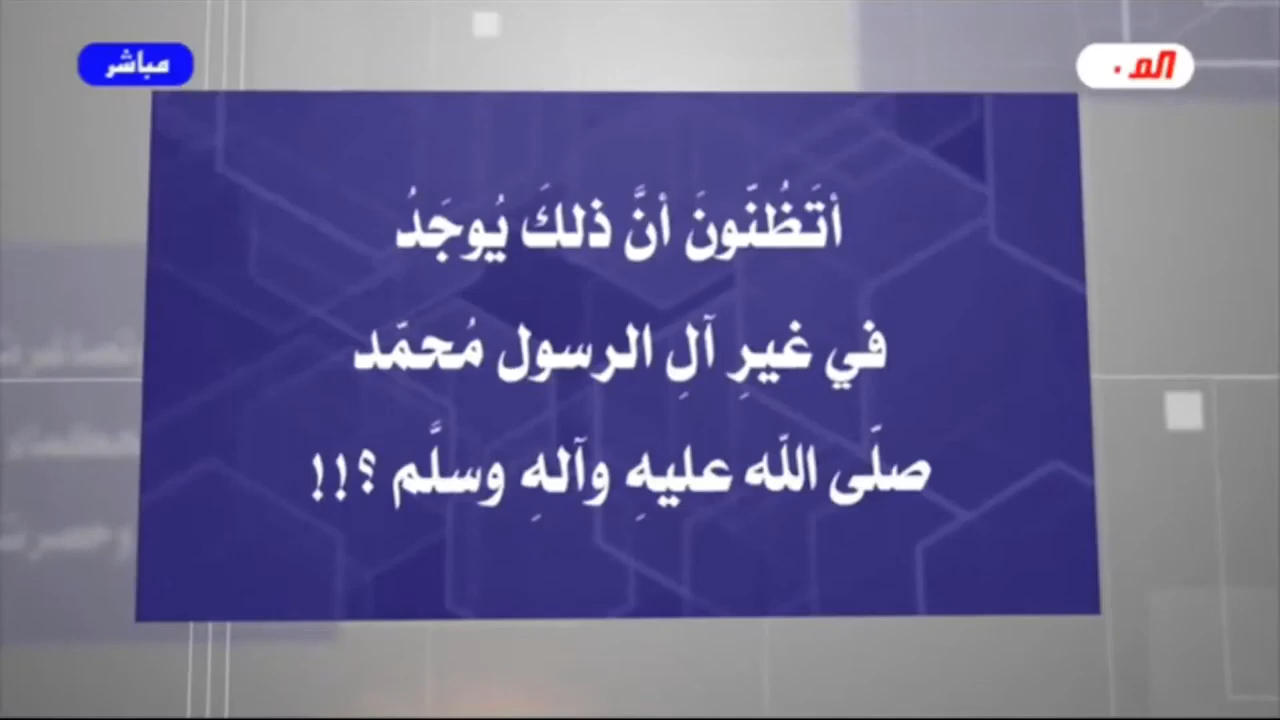 مباشر
أتَظُنّونَ أنَّ ذلكَ يُوجَدُ
في غيرِ آلِ الرسول مُحمّد
صلَّى اللّه عليهِ وآلهِ وسلَّم ؟!!